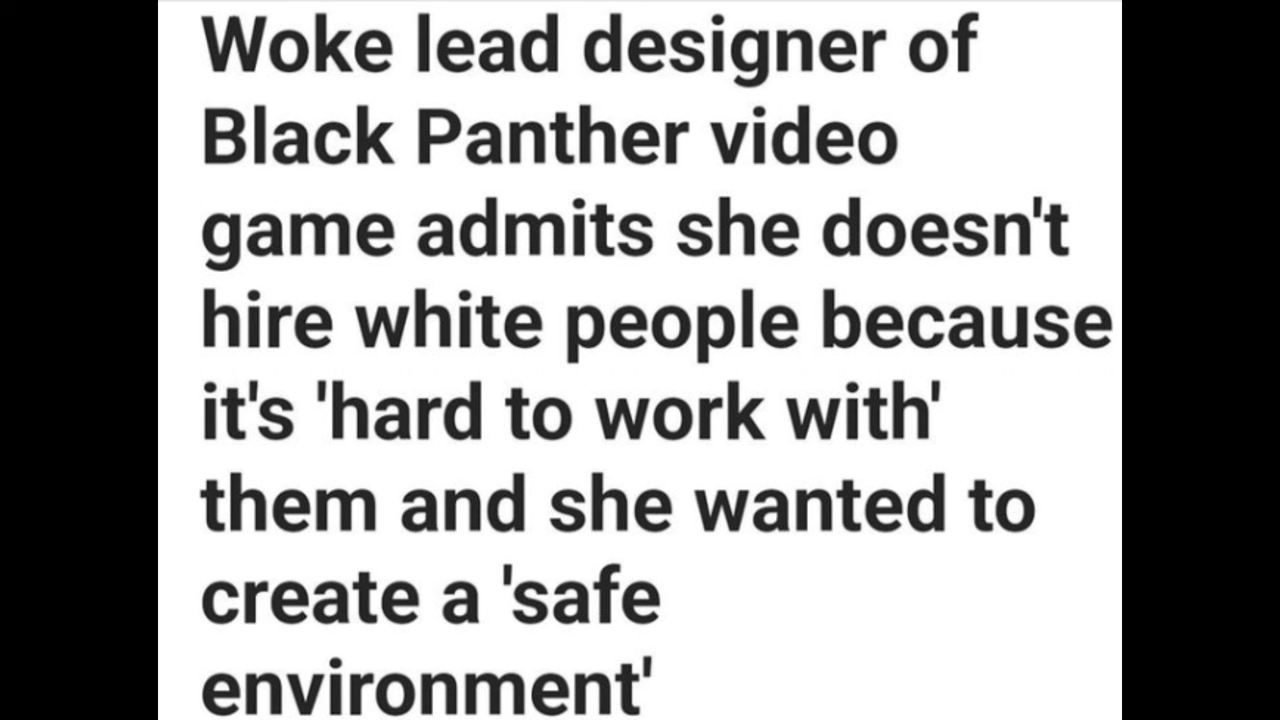 Woke lead designer of
Black Panther video
game admits she doesn't
hire white people because
it's 'hard to work with'
them and she wanted to
create a 'safe
environment'